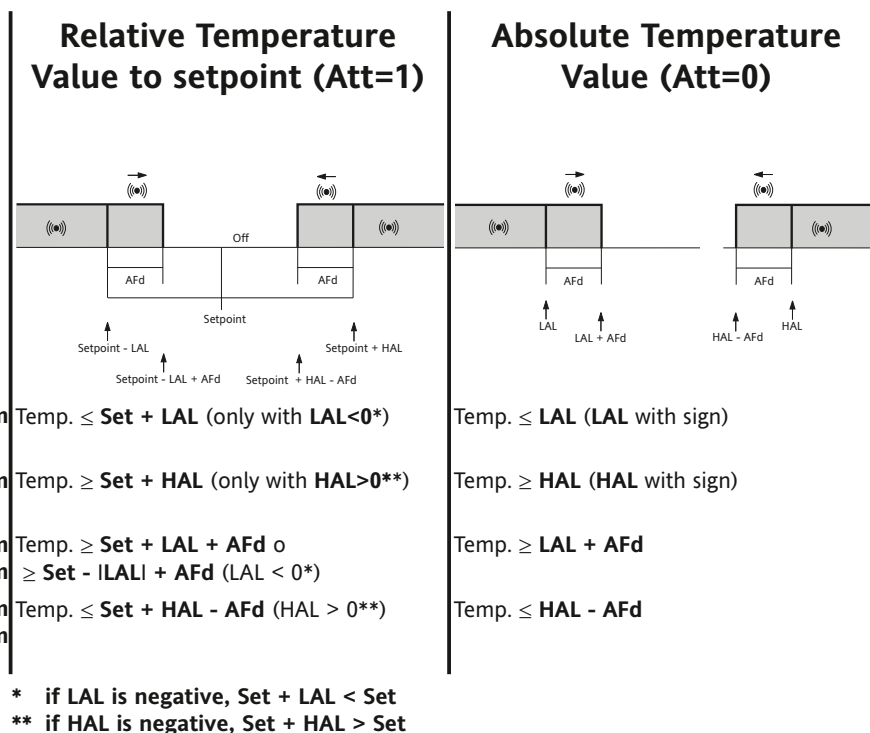 Relative Temperature
Value to setpoint (Att=1)
Absolute Temperature
Value (Att=0)
Off
AFd
AFd
Setpoint
Setpoint - LAL
Setpoint + HAL
Setpoint - LAL + AFd
Setpoint + HAL - AFd
AFd
AFd
LAL
LAL + AFd
HAL - AFd
HAL
n Temp. ≤ Set + LAL (only with LAL<0*)
Temp. ≤ LAL (LAL with sign)
n Temp. ≥ Set + HAL (only with HAL>0**)
Temp. ≥ HAL (HAL with sign)
n Temp. ≥ Set + LAL + AFd o
n ≥ Set - ILALI + AFd (LAL < 0*)
Temp. ≥ LAL + AFd
n Temp. ≤ Set + HAL - AFd (HAL > 0**)
n
Temp. ≤ HAL - AFd
* if LAL is negative, Set + LAL < Set
** if HAL is negative, Set + HAL > Set